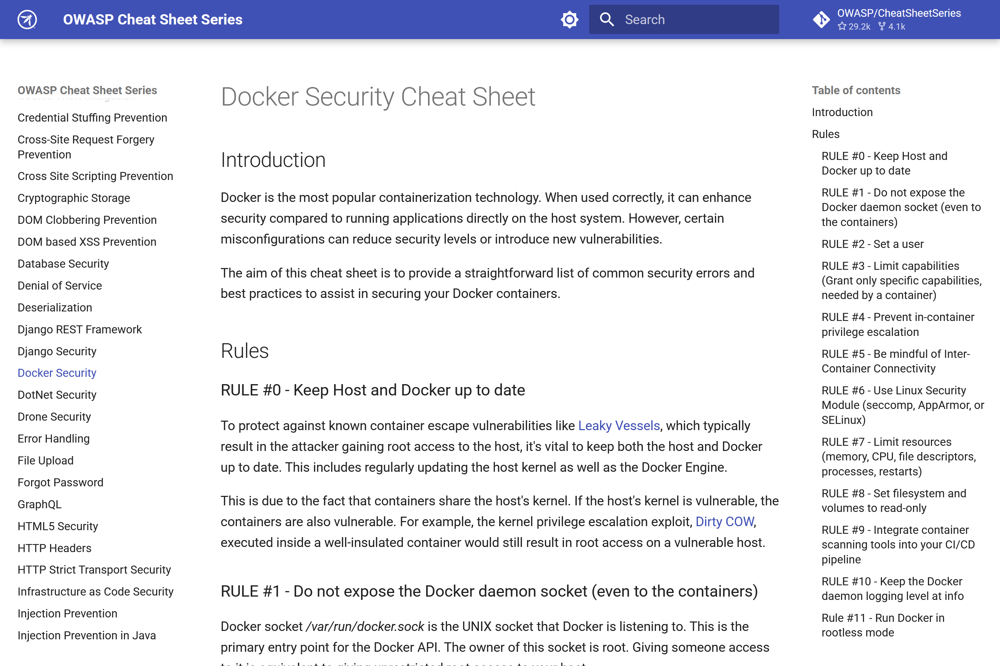 OWASP Cheat Sheet Series
Search
OWASP/CheatSheetSeries
29.2k 4.1k
OWASP Cheat Sheet Series
Credential Stuffing Prevention
Cross-Site Request Forgery
Prevention
Cross Site Scripting Prevention
Cryptographic Storage
DOM Clobbering Prevention
DOM based XSS Prevention
Database Security
Denial of Service
Deserialization
Django REST Framework
Django Security
Docker Security
DotNet Security
Drone Security
Error Handling
File Upload
Forgot Password
GraphQL
HTML5 Security
HTTP Headers
HTTP Strict Transport Security
Infrastructure as Code Security
Injection Prevention
Injection Prevention in Java
Docker Security Cheat Sheet
Introduction
Docker is the most popular containerization technology. When used correctly, it can enhance
security compared to running applications directly on the host system. However, certain
misconfigurations can reduce security levels or introduce new vulnerabilities.
The aim of this cheat sheet is to provide a straightforward list of common security errors and
best practices to assist in securing your Docker containers.
Rules
RULE #0 - Keep Host and Docker up to date
To protect against known container escape vulnerabilities like Leaky Vessels, which typically
result in the attacker gaining root access to the host, it's vital to keep both the host and Docker
up to date. This includes regularly updating the host kernel as well as the Docker Engine.
This is due to the fact that containers share the host's kernel. If the host's kernel is vulnerable, the
containers are also vulnerable. For example, the kernel privilege escalation exploit, Dirty COW,
executed inside a well-insulated container would still result in root access on a vulnerable host.
RULE #1 - Do not expose the Docker daemon socket (even to the containers)
Docker socket /var/run/docker.sock is the UNIX socket that Docker is listening to. This is the
primary entry point for the Docker API. The owner of this socket is root. Giving someone access
Table of contents
Introduction
Rules
RULE #0 - Keep Host and
Docker up to date
RULE #1 - Do not expose the
Docker daemon socket (even to
the containers)
RULE #2 - Set a user
RULE #3 - Limit capabilities
(Grant only specific capabilities,
needed by a container)
RULE #4 - Prevent in-container
privilege escalation
RULE #5 - Be mindful of Inter-
Container Connectivity
RULE #6 - Use Linux Security
Module (seccomp, AppArmor, or
SELinux)
RULE #7 - Limit resources
(memory, CPU, file descriptors,
processes, restarts)
RULE #8 - Set filesystem and
volumes to read-only
RULE #9 - Integrate container
scanning tools into your CI/CD
pipeline
RULE #10 - Keep the Docker
daemon logging level at info
Rule #11 - Run Docker in
rootless mode